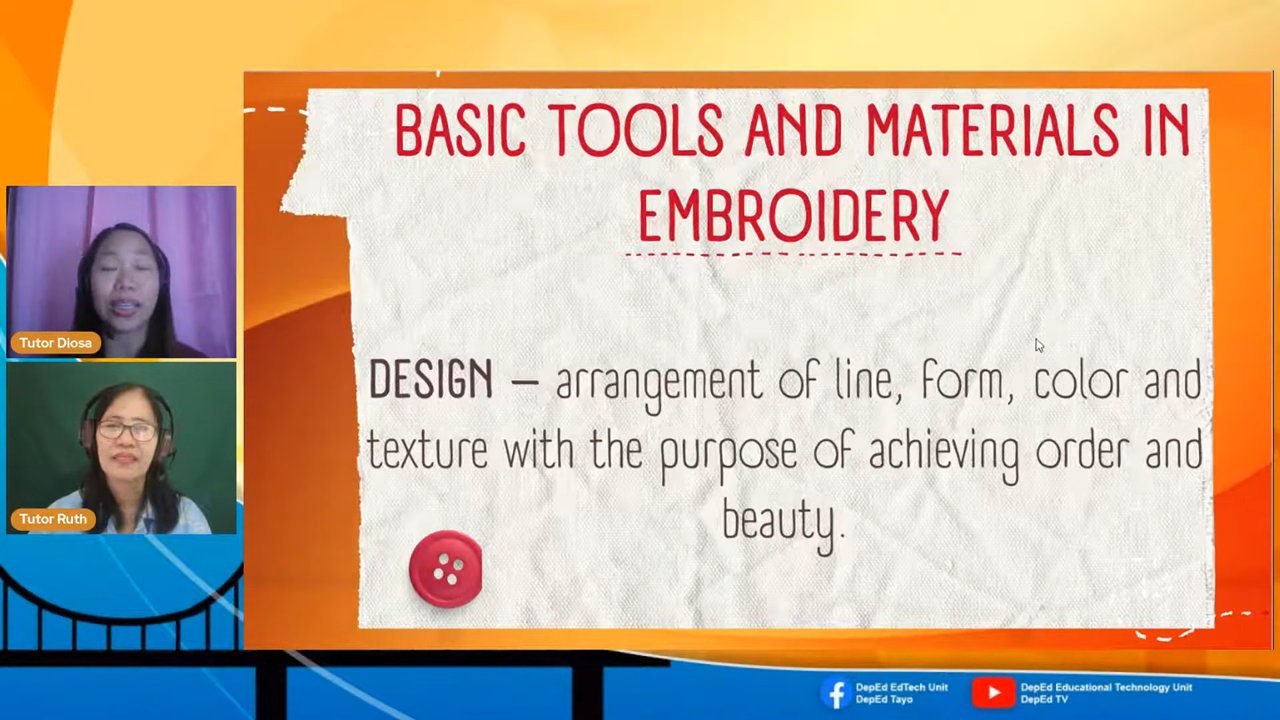 BASIC TOOLS AND MATERIALS IN
EMBROIDERY
DESIGN – arrangement of line, form, color and
texture with the purpose of achieving order and
beauty.
Tutor Diosa
Tutor Ruth
DepEd EdTech Unit
DepEd Tayo
DepEd Educational Technology Unit
DepEd TV